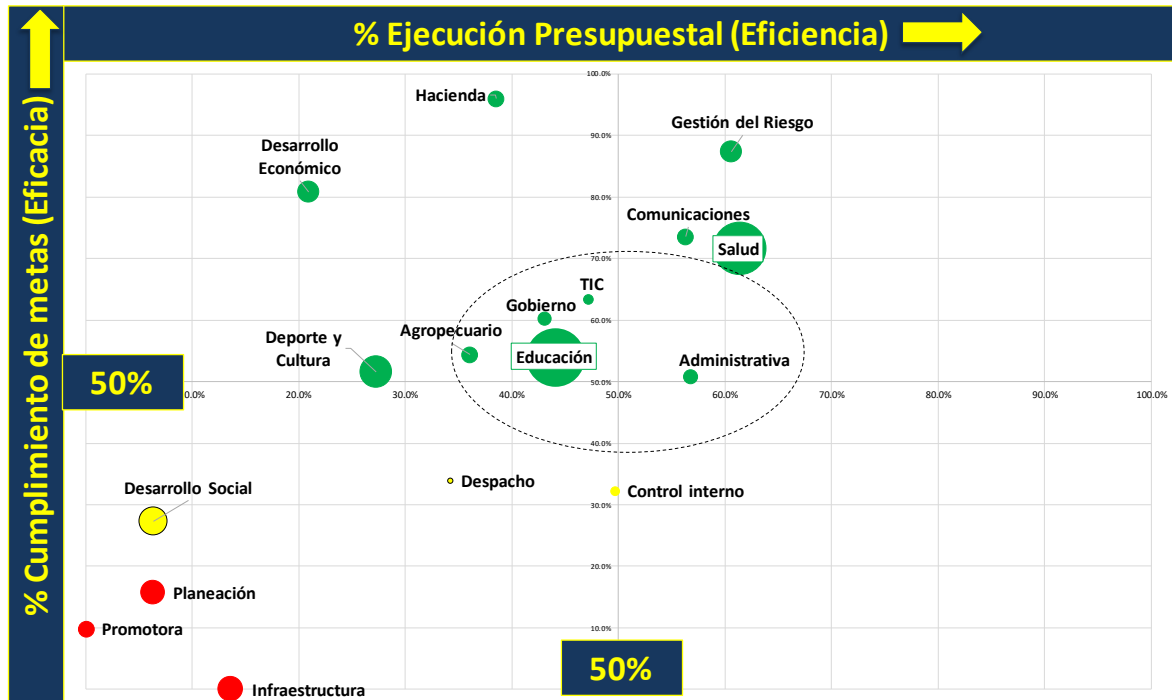 % Ejecución Presupuestal (Eficiencia)
% Cumplimiento de metas (Eficacia)
100.0%
Hacienda
90.0%
Gestión del Riesgo
Desarrollo
Económico
80.0%
Comunicaciones
Salud
70.0%
TIC
Gobierno
60.0%
Agropecuario
Deporte y
Cultura
Educación
Administrativa
50%
50.0%
10.0%
20.0%
30.0%
40.0%
50.0%
60.0%
70.0%
80.0%
90.0%
100.0%
40.0%
Despacho
Control interno
30.0%
Desarrollo Social
20.0%
Planeación
Promotora
10.0%
50%
Infraestructura